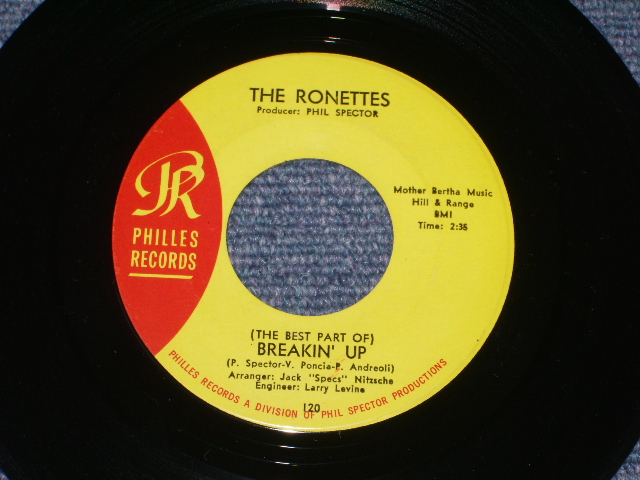 THE RONETTES
Producer: PHIL SPECTOR
PR
PHILLES
RECORDS
Mother Bertha Music
Hill & Range
BMI
Time: 2:35
(THE BEST PART OF)
BREAKIN' UP
(P. Spector-V. Poncia-P. Andreoli)
Arranger: Jack "Specs" Nitzsche
Engineer: Larry Levine
120
PHILLES RECORDS A DIVISION OF PHIL SPECTOR PRODUCTIONS